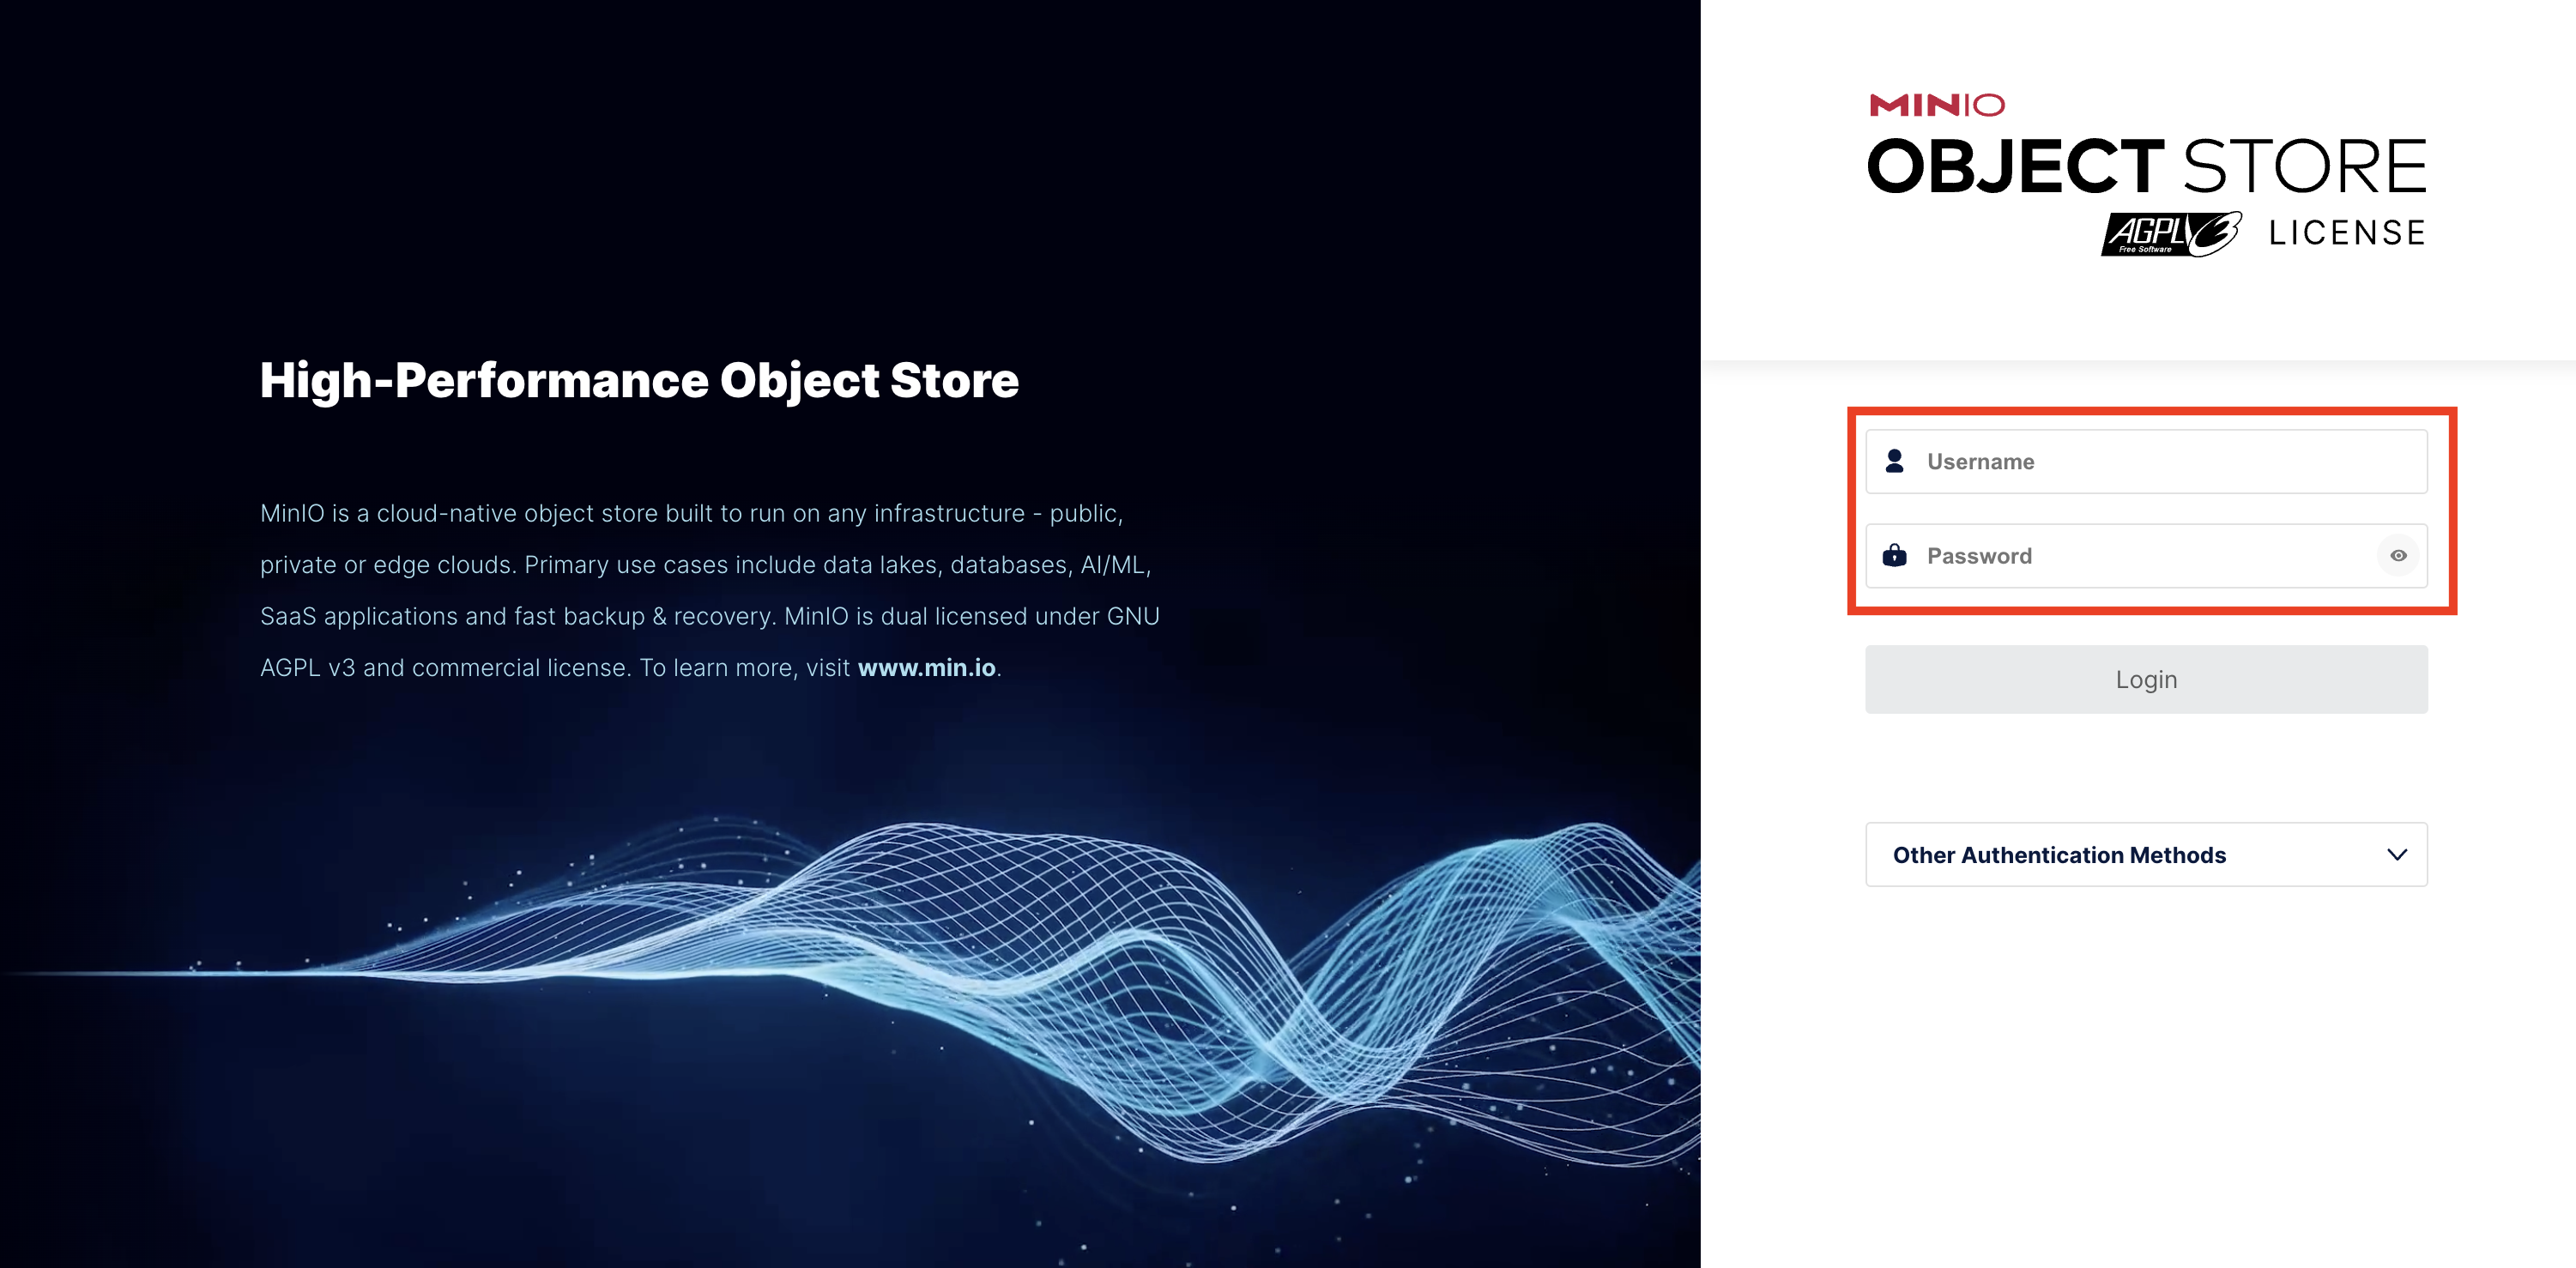 High-Performance Object Store
MinIO is a cloud-native object store built to run on any infrastructure - public,
private or edge clouds. Primary use cases include data lakes, databases, AI/ML,
SaaS applications and fast backup & recovery. MinIO is dual licensed under GNU
AGPL v3 and commercial license. To learn more, visit www.min.io.
MINIO
OBJECT STORE
AGPL 3 LICENSE
Free Software
Username
Password
Login
Other Authentication Methods